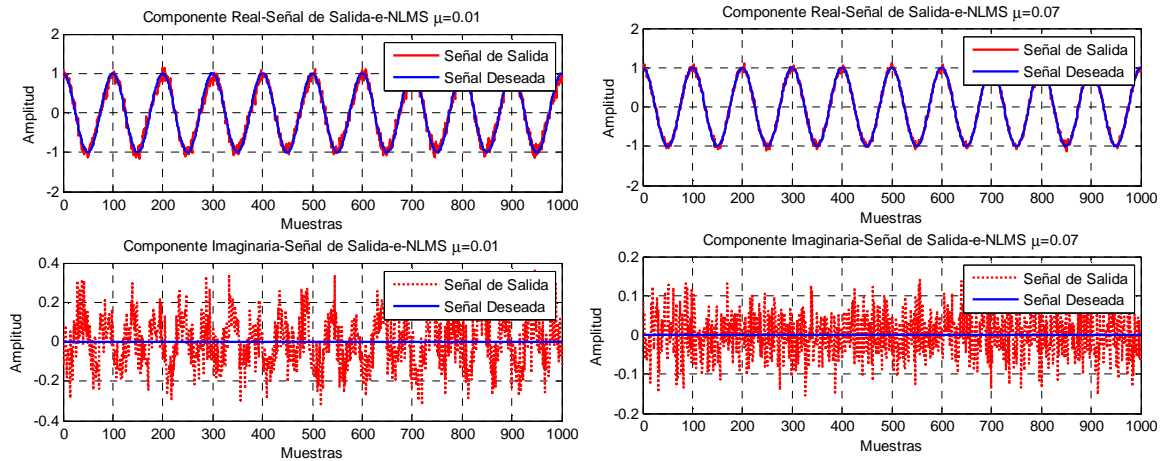 Componente Real-Señal de Salida-e-NLMS µ=0.01
Amplitud
2
1
0
-1
-2
0 100 200 300 400 500 600 700 800 900 1000
Muestras
Señal de Salida
Señal Deseada
Componente Real-Señal de Salida-e-NLMS µ=0.07
Amplitud
2
1
0
-1
-2
0 100 200 300 400 500 600 700 800 900 1000
Muestras
Señal de Salida
Señal Deseada
Componente Imaginaria-Señal de Salida-e-NLMS µ=0.01
Amplitud
0.4
0.2
0
-0.2
-0.4
0 100 200 300 400 500 600 700 800 900 1000
Muestras
Señal de Salida
Señal Deseada
Componente Imaginaria-Señal de Salida-e-NLMS µ=0.07
Amplitud
0.2
0.1
0
-0.1
-0.2
0 100 200 300 400 500 600 700 800 900 1000
Muestras
Señal de Salida
Señal Deseada